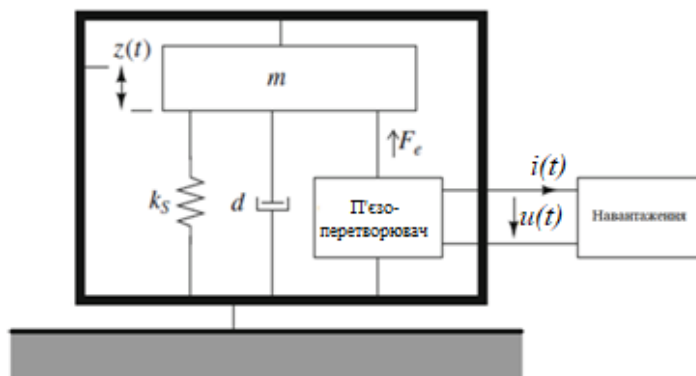 z(t)
m
F_e
i(t)
k_S
d
П'єзо-
перетворювач
u(t)
Навантаження